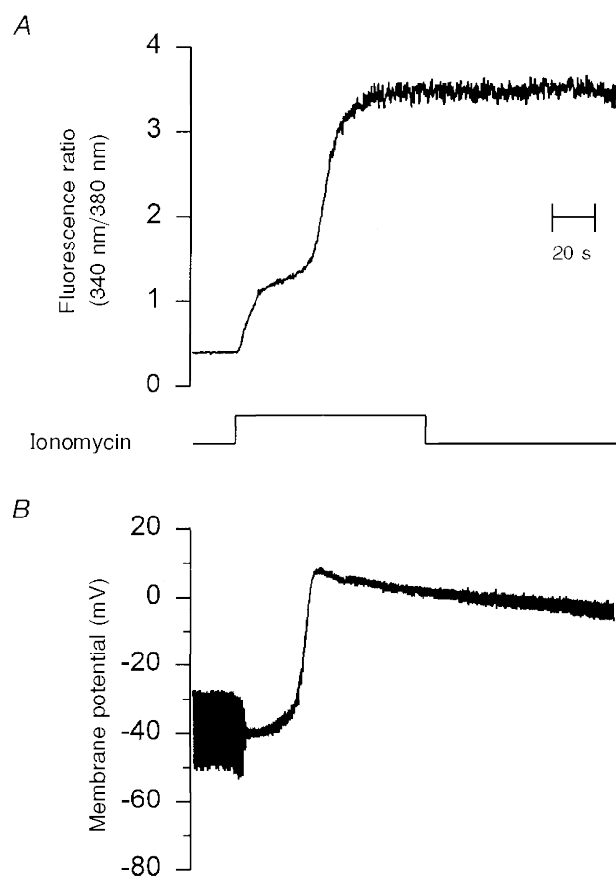 A
Fluorescence ratio
(340 nm/380 nm)
4
3
2
1
0
20 s
Ionomycin
B
Membrane potential (mV)
20
0
-20
-40
-60
-80